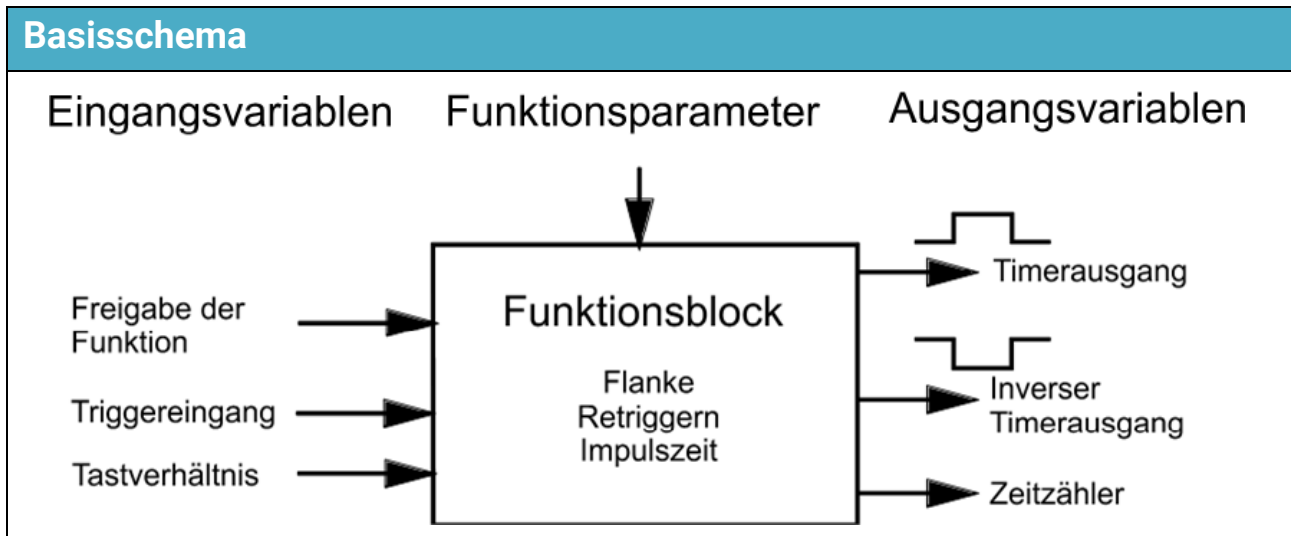 Basisschema
Eingangsvariablen
Funktionsparameter
Ausgangsvariablen
Freigabe der
Funktion
Triggereingang
Tastverhältnis
Funktionsblock
Flanke
Retriggern
Impulszeit
Timerausgang
Inverser
Timerausgang
Zeitzähler